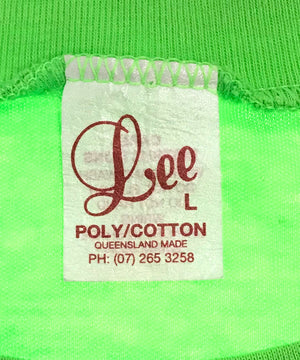 Lee
L
POLY/COTTON
QUEENSLAND MADE
PH: (07) 265 3258